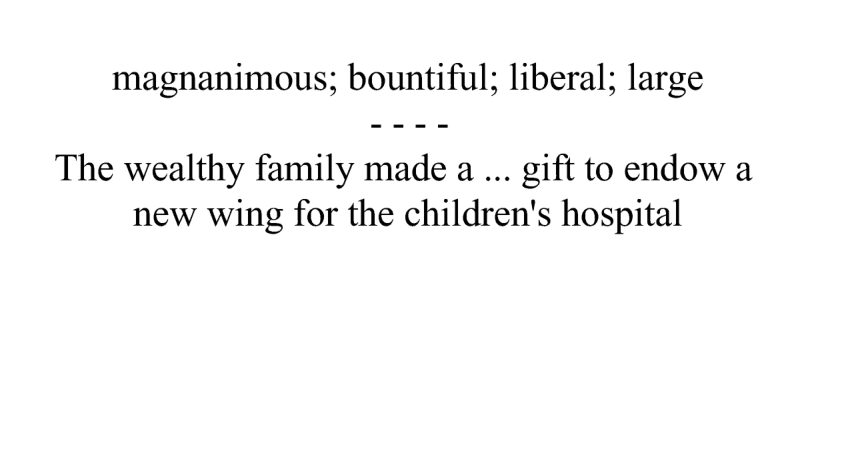 magnanimous; bountiful; liberal; large
- - - -
The wealthy family made a ... gift to endow a
new wing for the children's hospital